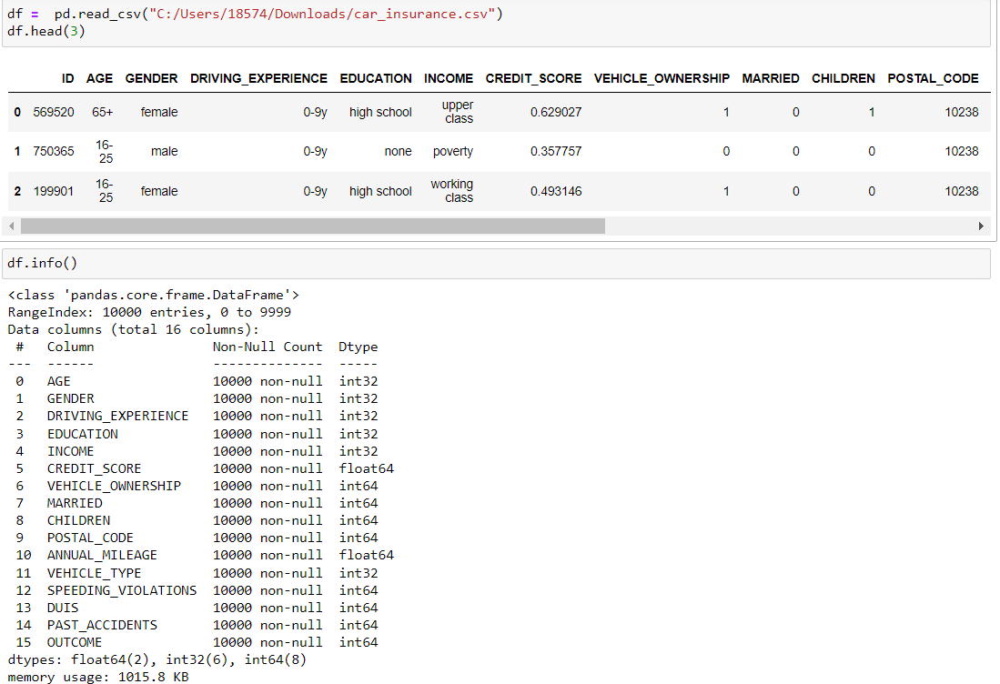 df =  pd.read_csv("C:/Users/18574/Downloads/car_insurance.csv")
df.head(3)
ID AGE GENDER DRIVING_EXPERIENCE EDUCATION INCOME CREDIT_SCORE VEHICLE_OWNERSHIP MARRIED CHILDREN POSTAL_CODE
0 569520 65+ female 0-9y high school upper class 0.629027 1 0 1 10238
1 750365 16-25 male 0-9y none poverty 0.357757 0 0 0 10238
2 199901 16-25 female 0-9y high school working class 0.493146 1 0 0 10238
df.info()
<class 'pandas.core.frame.DataFrame'>
RangeIndex: 10000 entries, 0 to 9999
Data columns (total 16 columns):
 #   Column               Non-Null Count  Dtype
---  ------               --------------  -----
 0   AGE                  10000 non-null  int32
 1   GENDER               10000 non-null  int32
 2   DRIVING_EXPERIENCE   10000 non-null  int32
 3   EDUCATION            10000 non-null  int32
 4   INCOME               10000 non-null  int32
 5   CREDIT_SCORE         10000 non-null  float64
 6   VEHICLE_OWNERSHIP    10000 non-null  int64
 7   MARRIED              10000 non-null  int64
 8   CHILDREN             10000 non-null  int64
 9   POSTAL_CODE          10000 non-null  int64
 10  ANNUAL_MILEAGE       10000 non-null  float64
 11  VEHICLE_TYPE         10000 non-null  int32
 12  SPEEDING_VIOLATIONS  10000 non-null  int64
 13  DUIS                 10000 non-null  int64
 14  PAST_ACCIDENTS       10000 non-null  int64
 15  OUTCOME              10000 non-null  int64
dtypes: float64(2), int32(6), int64(8)
memory usage: 1015.8 KB